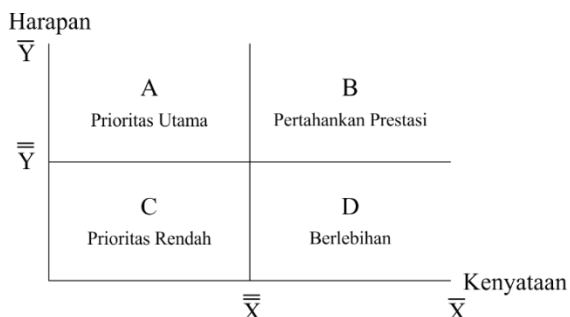 Harapan
Y̅
A
B
Prioritas Utama
Pertahankan Prestasi
Y̿
C
D
Prioritas Rendah
Berlebihan
Kenyataan
X̿
X̅